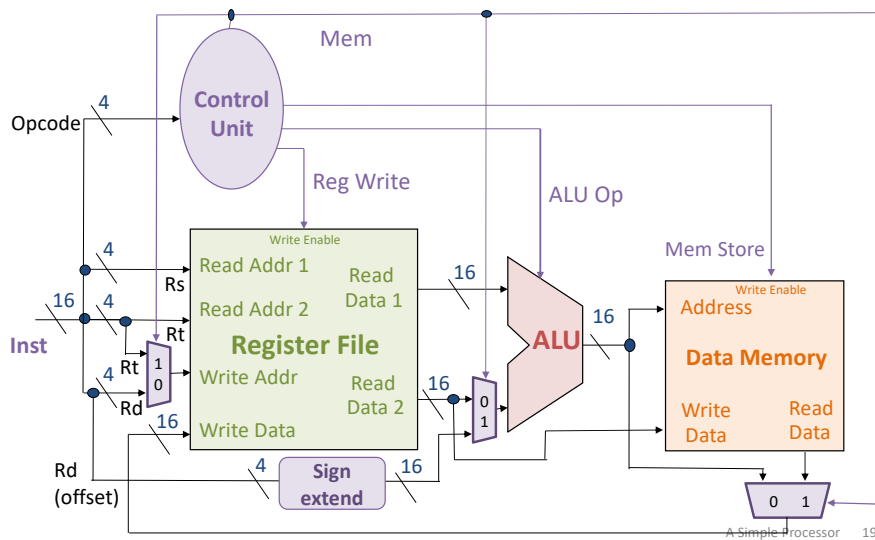 Mem
4
Control
Unit
Opcode
Reg Write
ALU Op
Mem Store
Write Enable
4
Read Addr 1
Rs
Read
Data 1
16
16
4
Read Addr 2
Rt
Inst
Register File
ALU
16
Write Enable
Address
Data Memory
Rt
1
0
4
Rd
Write Addr
Read
Data 2
16
0
1
16
Write Data
Write
Data
Read
Data
Rd
(offset)
4
Sign
extend
16
0 1
A Simple Processor 19